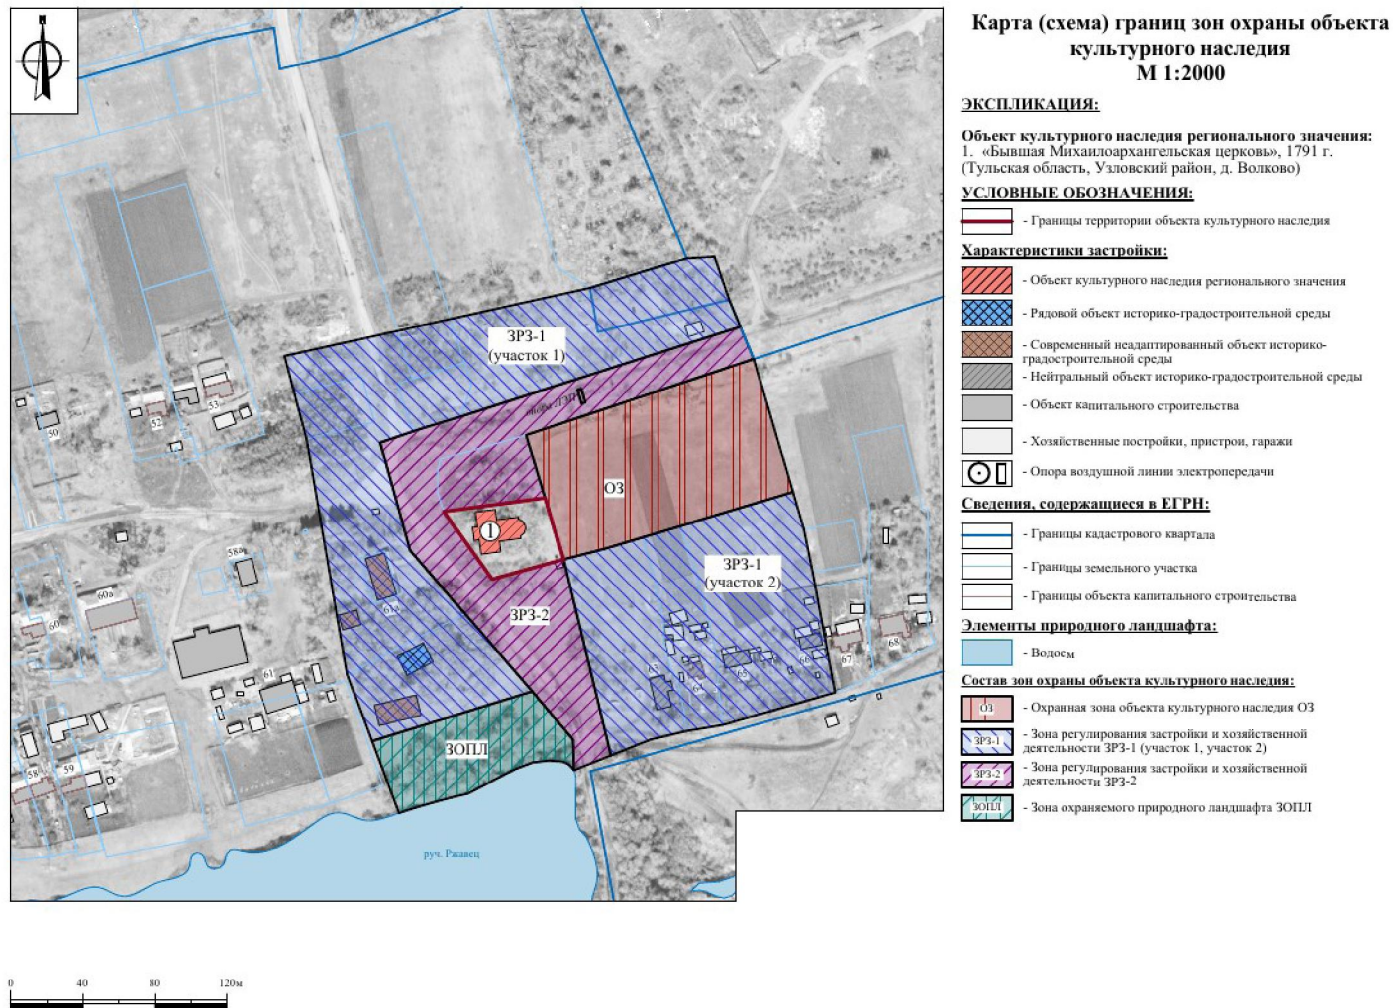 Карта (схема) границ зон охраны объекта
культурного наследия
М 1:2000
ЭКСПЛИКАЦИЯ:
Объект культурного наследия регионального значения:
1. «Бывшая Михайлоархангельская церковь», 1791 г.
(Тульская область, Узловский район, д. Волково)
УСЛОВНЫЕ ОБОЗНАЧЕНИЯ:
- Границы территории объекта культурного наследия
Характеристики застройки:
- Объект культурного наследия регионального значения
- Рядовой объект историко-градостроительной среды
- Современный неадаптированный объект историко-
градостроительной среды
- Нейтральный объект историко-градостроительной среды
- Объект капитального строительства
- Хозяйственные постройки, пристрои, гаражи
- Опора воздушной линии электропередачи
Сведения, содержащиеся в ЕГРН:
- Границы кадастрового квартала
- Границы земельного участка
- Границы объекта капитального строительства
Элементы природного ландшафта:
- Водоем
Состав зон охраны объекта культурного наследия:
ОЗ
- Охранная зона объекта культурного наследия ОЗ
ЗРЗ-1
- Зона регулирования застройки и хозяйственной
деятельности ЗРЗ-1 (участок 1, участок 2)
ЗРЗ-2
- Зона регулирования застройки и хозяйственной
деятельности ЗРЗ-2
ЗОПЛ
- Зона охраняемого природного ландшафта ЗОПЛ
ЗРЗ-1
(участок 1)
опора ЛЭП
50
52
53
ОЗ
1
58а
ЗРЗ-1
(участок 2)
60а
60
61а
ЗРЗ-2
61
63
64
65
66
67
68
ЗОПЛ
58
59
руч. Ржавец
0 40 80 120м